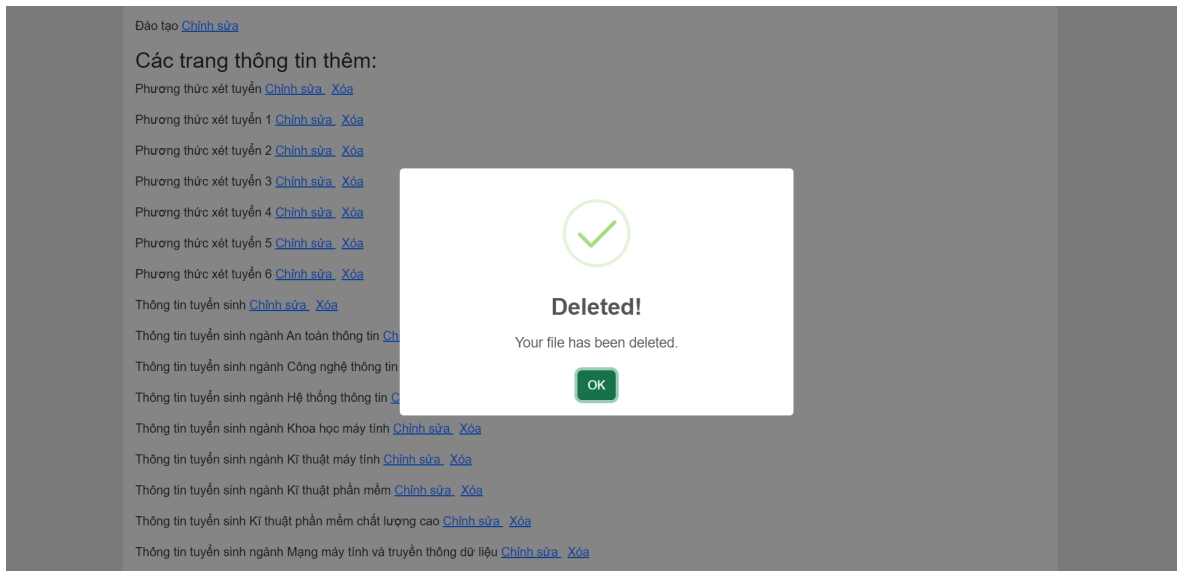 Đào tạo Chỉnh sửa
Các trang thông tin thêm:
Phương thức xét tuyển Chỉnh sửa Xóa
Phương thức xét tuyển 1 Chỉnh sửa Xóa
Phương thức xét tuyển 2 Chỉnh sửa Xóa
Phương thức xét tuyển 3 Chỉnh sửa Xóa
Phương thức xét tuyển 4 Chỉnh sửa Xóa
Phương thức xét tuyển 5 Chỉnh sửa Xóa
Phương thức xét tuyển 6 Chỉnh sửa Xóa
Thông tin tuyển sinh Chỉnh sửa Xóa
Thông tin tuyển sinh ngành An toàn thông tin Ch
Thông tin tuyển sinh ngành Công nghệ thông tin
Thông tin tuyển sinh ngành Hệ thống thông tin C
Thông tin tuyển sinh ngành Khoa học máy tính Chỉnh sửa Xóa
Thông tin tuyển sinh ngành Kĩ thuật máy tính Chỉnh sửa Xóa
Thông tin tuyển sinh ngành Kĩ thuật phần mềm Chỉnh sửa Xóa
Thông tin tuyển sinh Kĩ thuật phần mềm chất lượng cao Chỉnh sửa Xóa
Thông tin tuyển sinh ngành Mạng máy tính và truyền thông dữ liệu Chỉnh sửa Xóa
Deleted!
Your file has been deleted.
OK